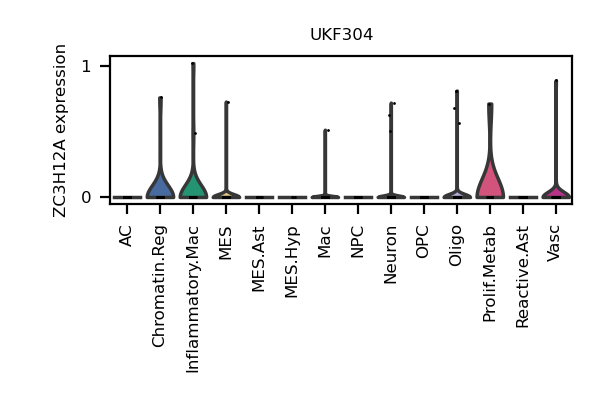 UKF304
ZC3H12A expression
1
0
AC
Chromatin.Reg
Inflammatory.Mac
MES
MES.Ast
MES.Hyp
Mac
NPC
Neuron
OPC
Oligo
Prolif.Metab
Reactive.Ast
Vasc